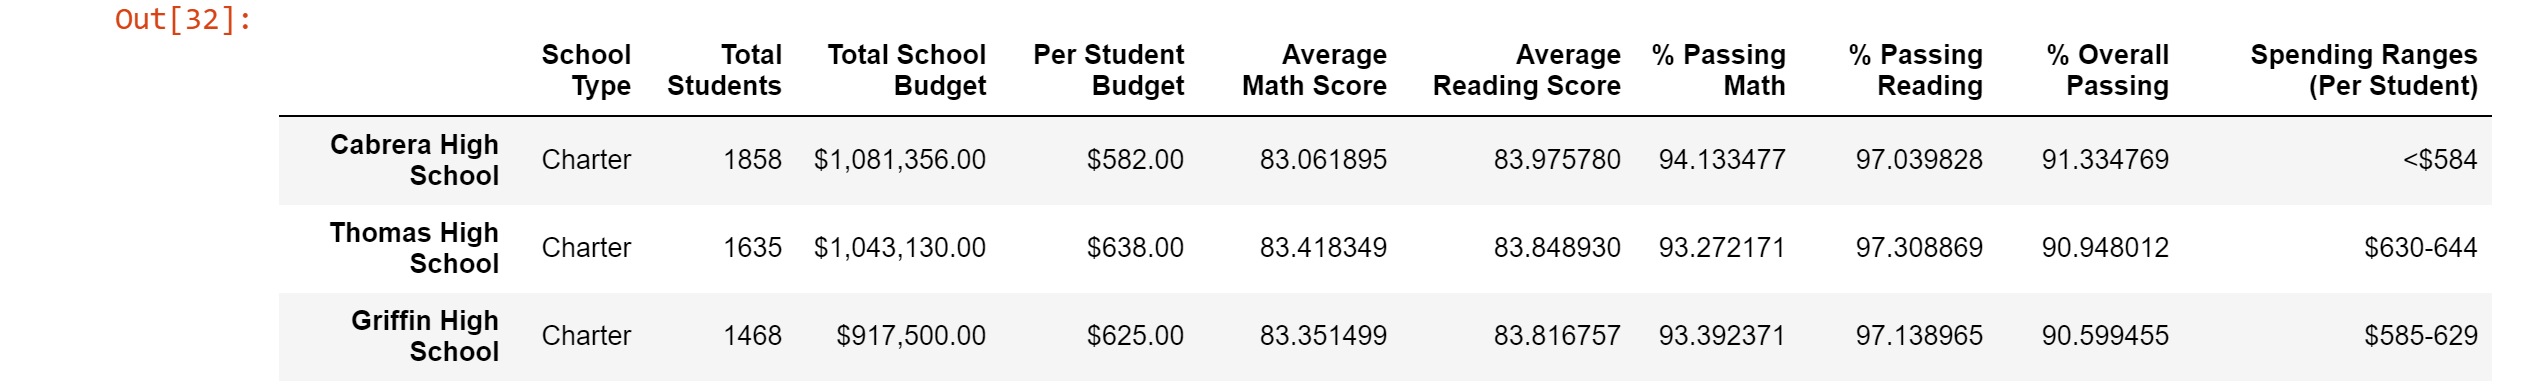 Out[32]:
School Type Total Students Total School Budget Per Student Budget Average Math Score Average Reading Score % Passing Math % Passing Reading % Overall Passing Spending Ranges (Per Student)
Cabrera High School Charter 1858 $1,081,356.00 $582.00 83.061895 83.975780 94.133477 97.039828 91.334769 <$584
Thomas High School Charter 1635 $1,043,130.00 $638.00 83.418349 83.848930 93.272171 97.308869 90.948012 $630-644
Griffin High School Charter 1468 $917,500.00 $625.00 83.351499 83.816757 93.392371 97.138965 90.599455 $585-629